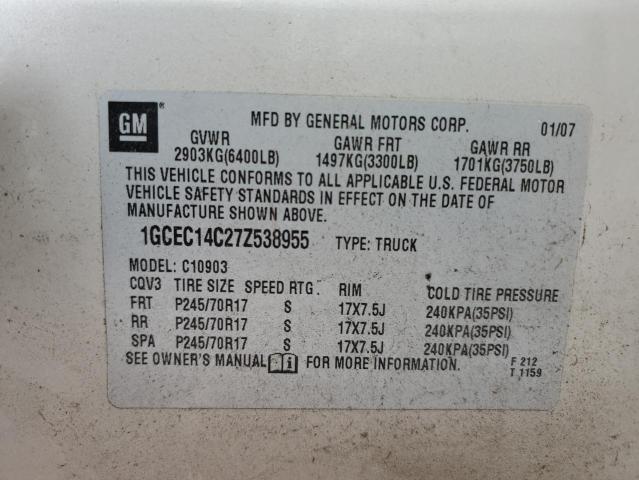 GM ®
MFD BY GENERAL MOTORS CORP. 01/07
GVWR GAWR FRT GAWR RR
2903KG(6400LB) 1497KG(3300LB) 1701KG(3750LB)
THIS VEHICLE CONFORMS TO ALL APPLICABLE U.S. FEDERAL MOTOR
VEHICLE SAFETY STANDARDS IN EFFECT ON THE DATE OF
MANUFACTURE SHOWN ABOVE.
1GCEC14C27Z538955 TYPE: TRUCK
MODEL: C10903
CQV3 TIRE SIZE SPEED RTG. RIM COLD TIRE PRESSURE
FRT P245/70R17 S 17X7.5J 240KPA(35PSI)
RR P245/70R17 S 17X7.5J 240KPA(35PSI)
SPA P245/70R17 S 17X7.5J 240KPA(35PSI)
SEE OWNER'S MANUAL FOR MORE INFORMATION. F 212
T 1159